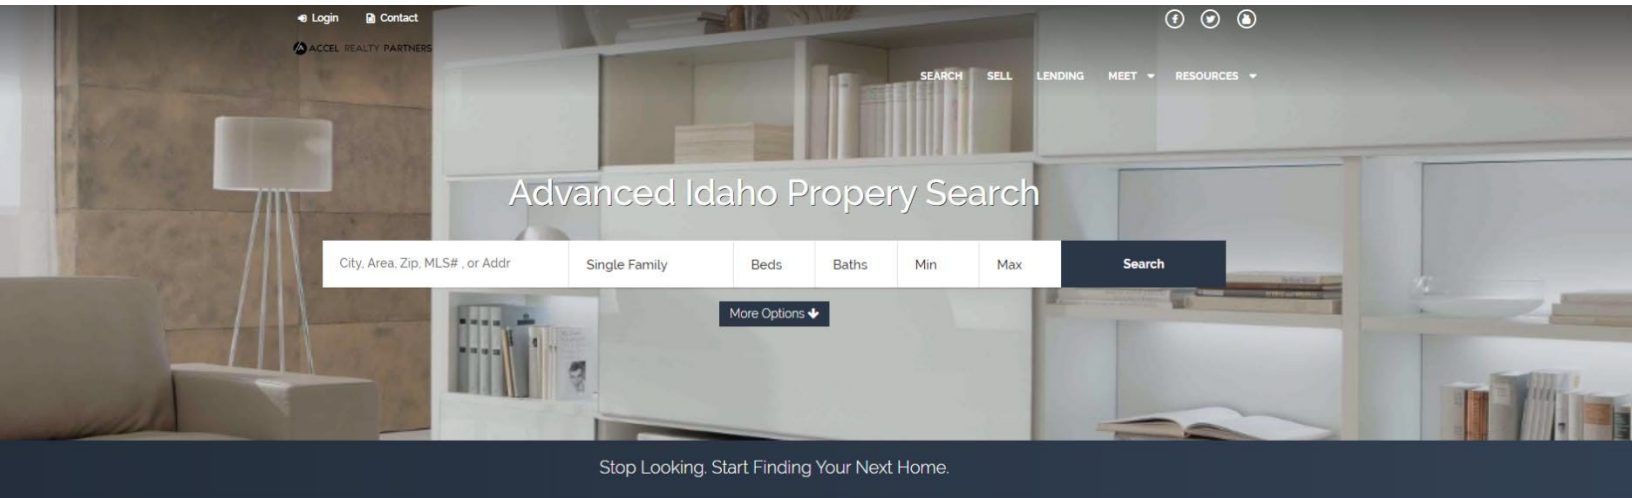 Login Contact
ACCEL REALTY PARTNERS
SEARCH SELL LENDING MEET RESOURCES
Advanced Idaho Propery Search
City, Area, Zip, MLS# , or Addr Single Family Beds Baths Min Max Search
More Options
Stop Looking. Start Finding Your Next Home.